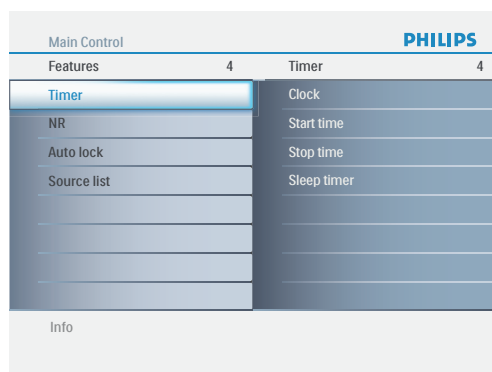 Main Control PHILIPS
Features 4 Timer 4
Timer Clock
NR Start time
Auto lock Stop time
Source list Sleep timer
Info